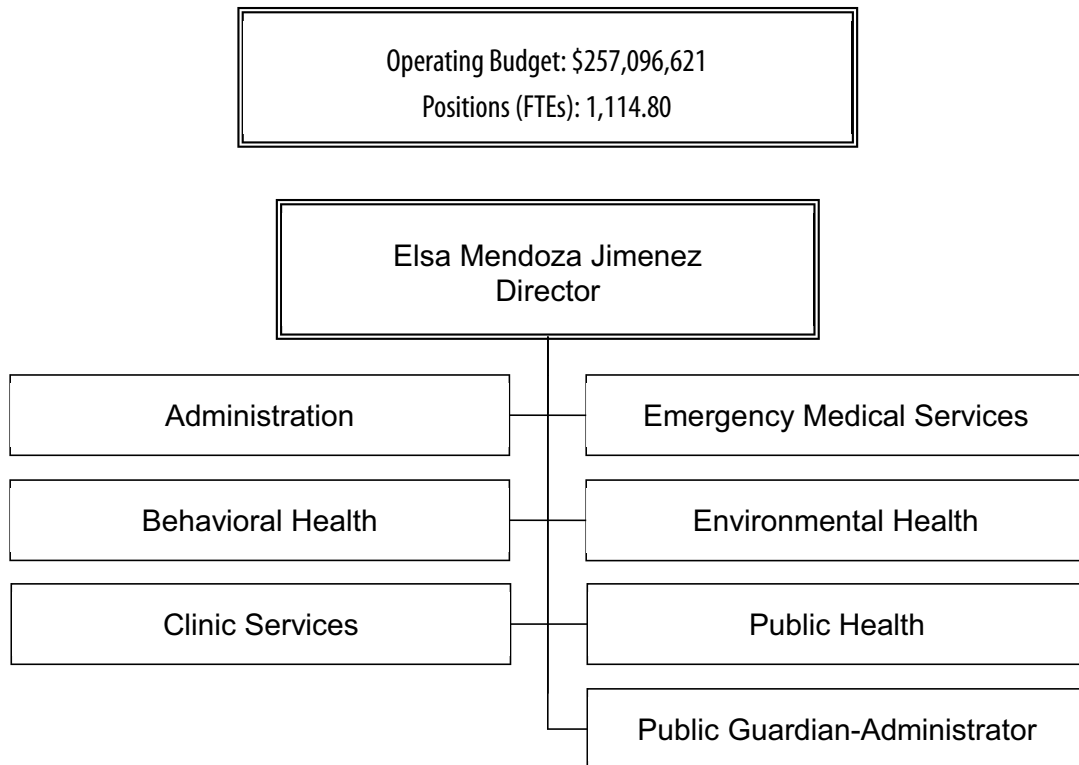 Operating Budget: $257,096,621
Positions (FTEs): 1,114.80
Elsa Mendoza Jimenez
Director
Administration
Emergency Medical Services
Behavioral Health
Environmental Health
Clinic Services
Public Health
Public Guardian-Administrator